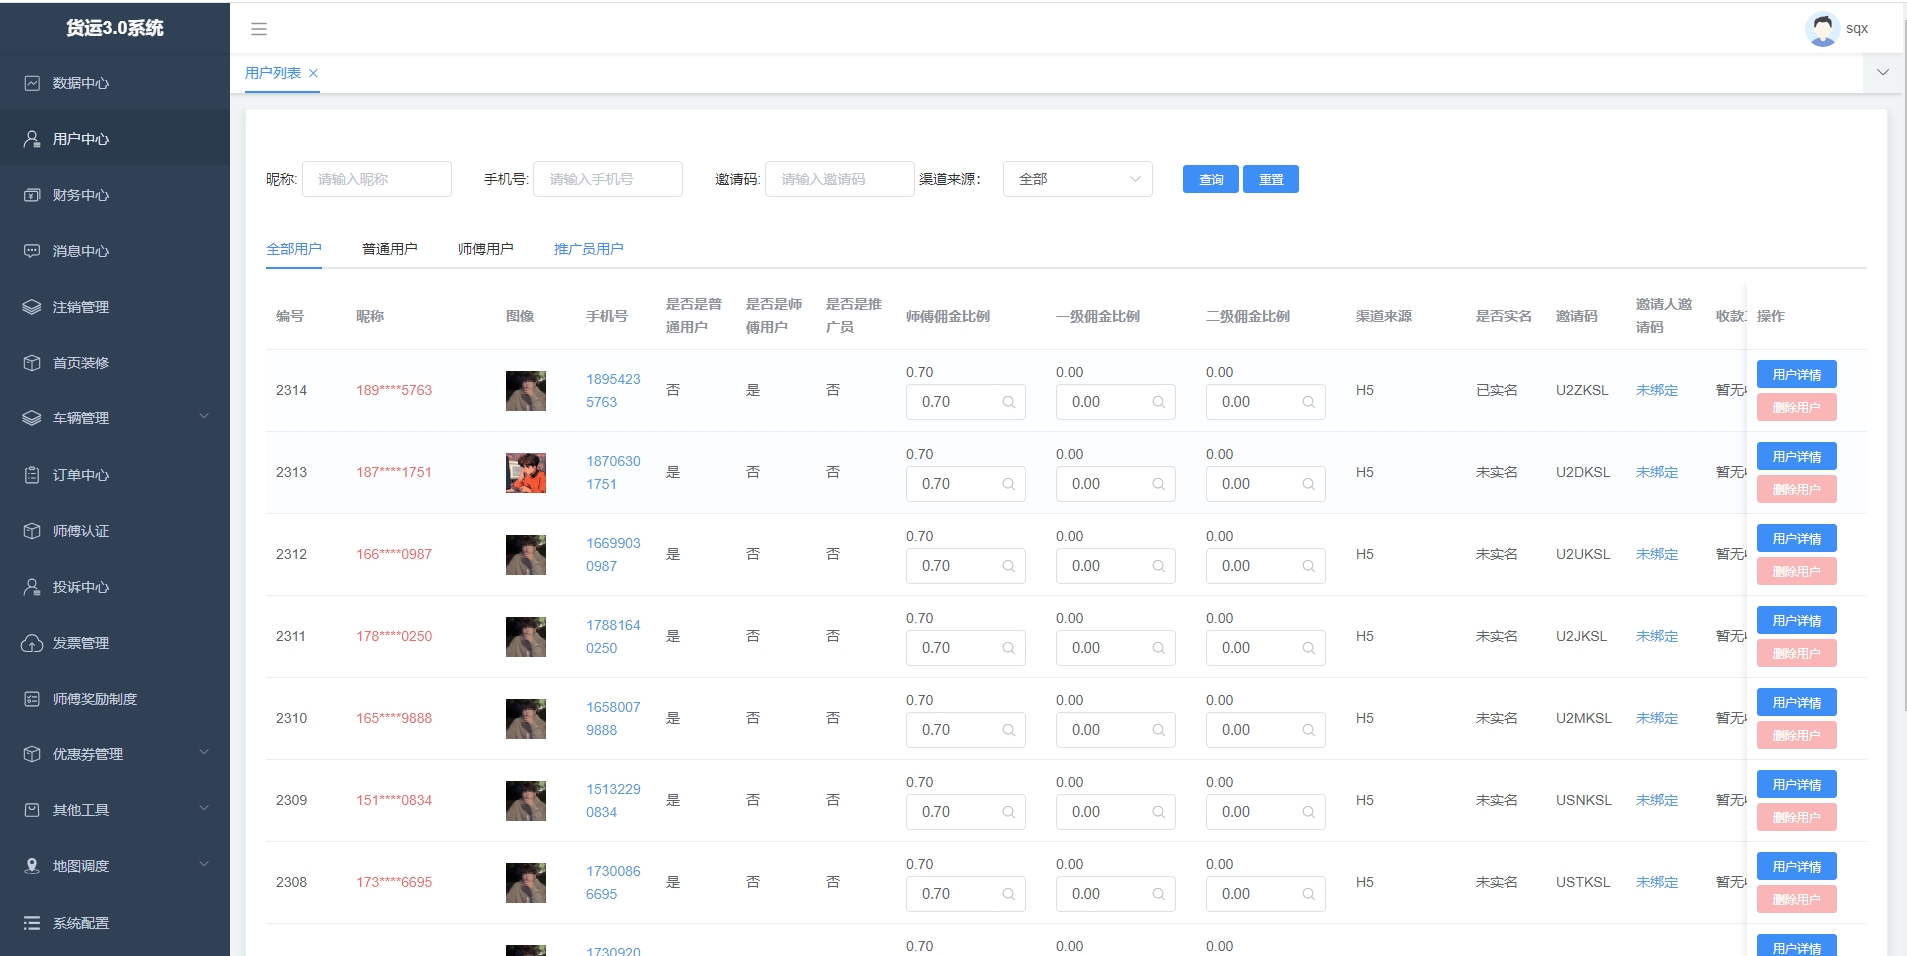 货运3.0系统
sqx
用户列表
数据中心
用户中心
财务中心
消息中心
注销管理
首页装修
车辆管理
订单中心
师傅认证
投诉中心
发票管理
师傅奖励制度
优惠券管理
其他工具
地图调度
系统配置
昵称: 请输入昵称 手机号: 请输入手机号 邀请码: 请输入邀请码 渠道来源： 全部 查询 重置
全部用户 普通用户 师傅用户 推广员用户
编号 昵称 图像 手机号 是否是普通用户 是否是师傅用户 是否是推广员 师傅佣金比例 一级佣金比例 二级佣金比例 渠道来源 是否实名 邀请码 邀请人邀请码 收款 操作
2314 189****5763 18954235763 否 是 否 0.70 0.70 0.00 0.00 0.00 0.00 H5 已实名 U2ZKSL 未绑定 暂无 用户详情 删除用户
2313 187****1751 18706301751 是 否 否 0.70 0.70 0.00 0.00 0.00 0.00 H5 未实名 U2DKSL 未绑定 暂无 用户详情 删除用户
2312 166****0987 16699030987 是 否 否 0.70 0.70 0.00 0.00 0.00 0.00 H5 未实名 U2UKSL 未绑定 暂无 用户详情 删除用户
2311 178****0250 17881640250 是 否 否 0.70 0.70 0.00 0.00 0.00 0.00 H5 未实名 U2JKSL 未绑定 暂无 用户详情 删除用户
2310 165****9888 16580079888 是 否 否 0.70 0.70 0.00 0.00 0.00 0.00 H5 未实名 U2MKSL 未绑定 暂无 用户详情 删除用户
2309 151****0834 15132290834 是 否 否 0.70 0.70 0.00 0.00 0.00 0.00 H5 未实名 USNKSL 未绑定 暂无 用户详情 删除用户
2308 173****6695 17300866695 是 否 否 0.70 0.70 0.00 0.00 0.00 0.00 H5 未实名 USTKSL 未绑定 暂无 用户详情 删除用户
1730920 0.70 0.00 0.00 用户详情